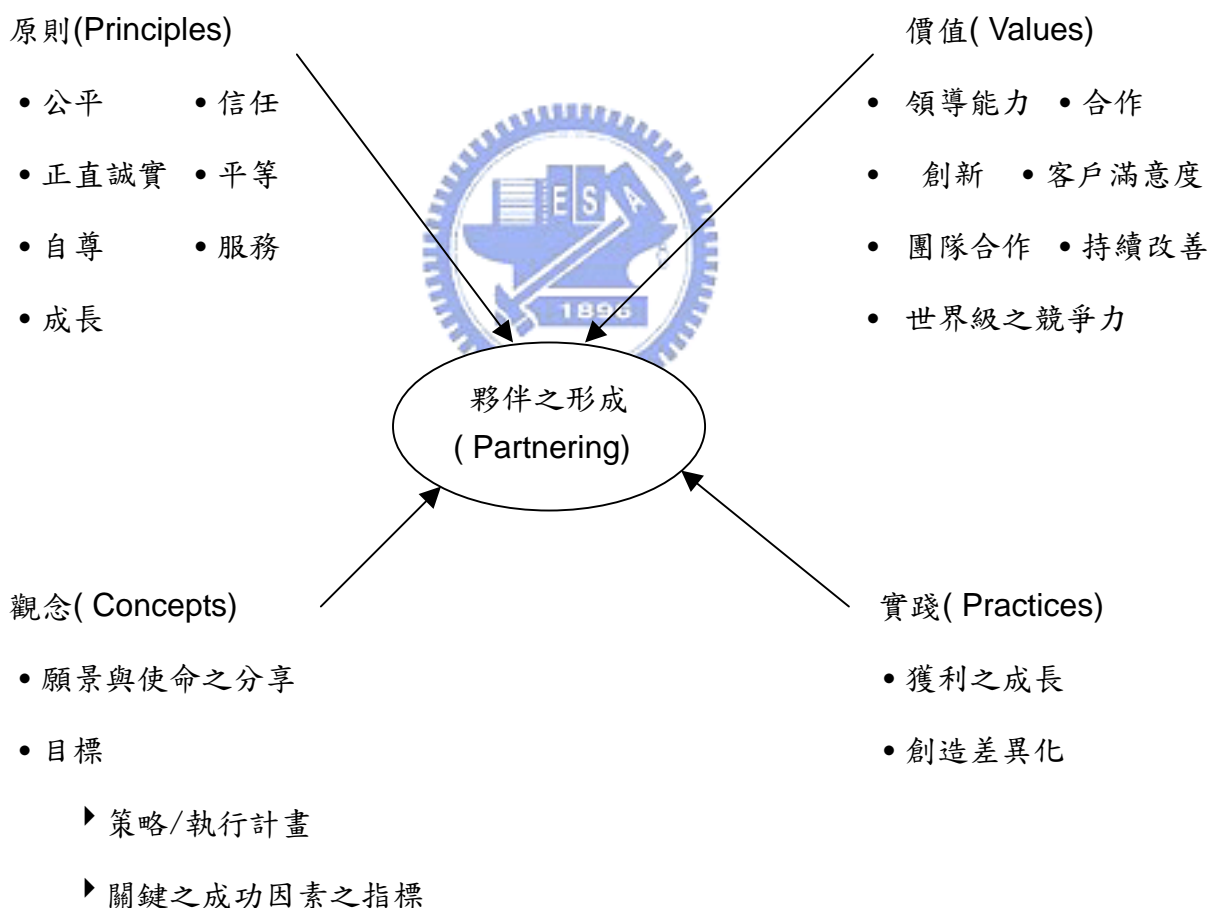 原則(Principles)
• 公平 • 信任
• 正直誠實 • 平等
• 自尊 • 服務
• 成長
價值( Values)
• 領導能力 • 合作
• 創新 • 客戶滿意度
• 團隊合作 • 持續改善
• 世界級之競爭力
E S A
1896
夥伴之形成
( Partnering)
觀念( Concepts)
• 願景與使命之分享
• 目標
策略/執行計畫
關鍵之成功因素之指標
實踐( Practices)
• 獲利之成長
• 創造差異化